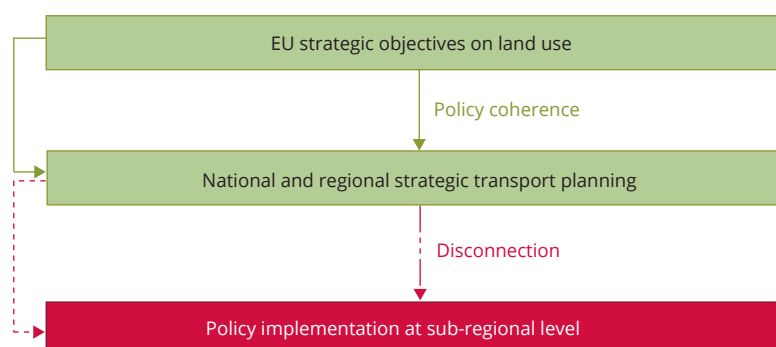 EU strategic objectives on land use
Policy coherence
National and regional strategic transport planning
Disconnection
Policy implementation at sub-regional level